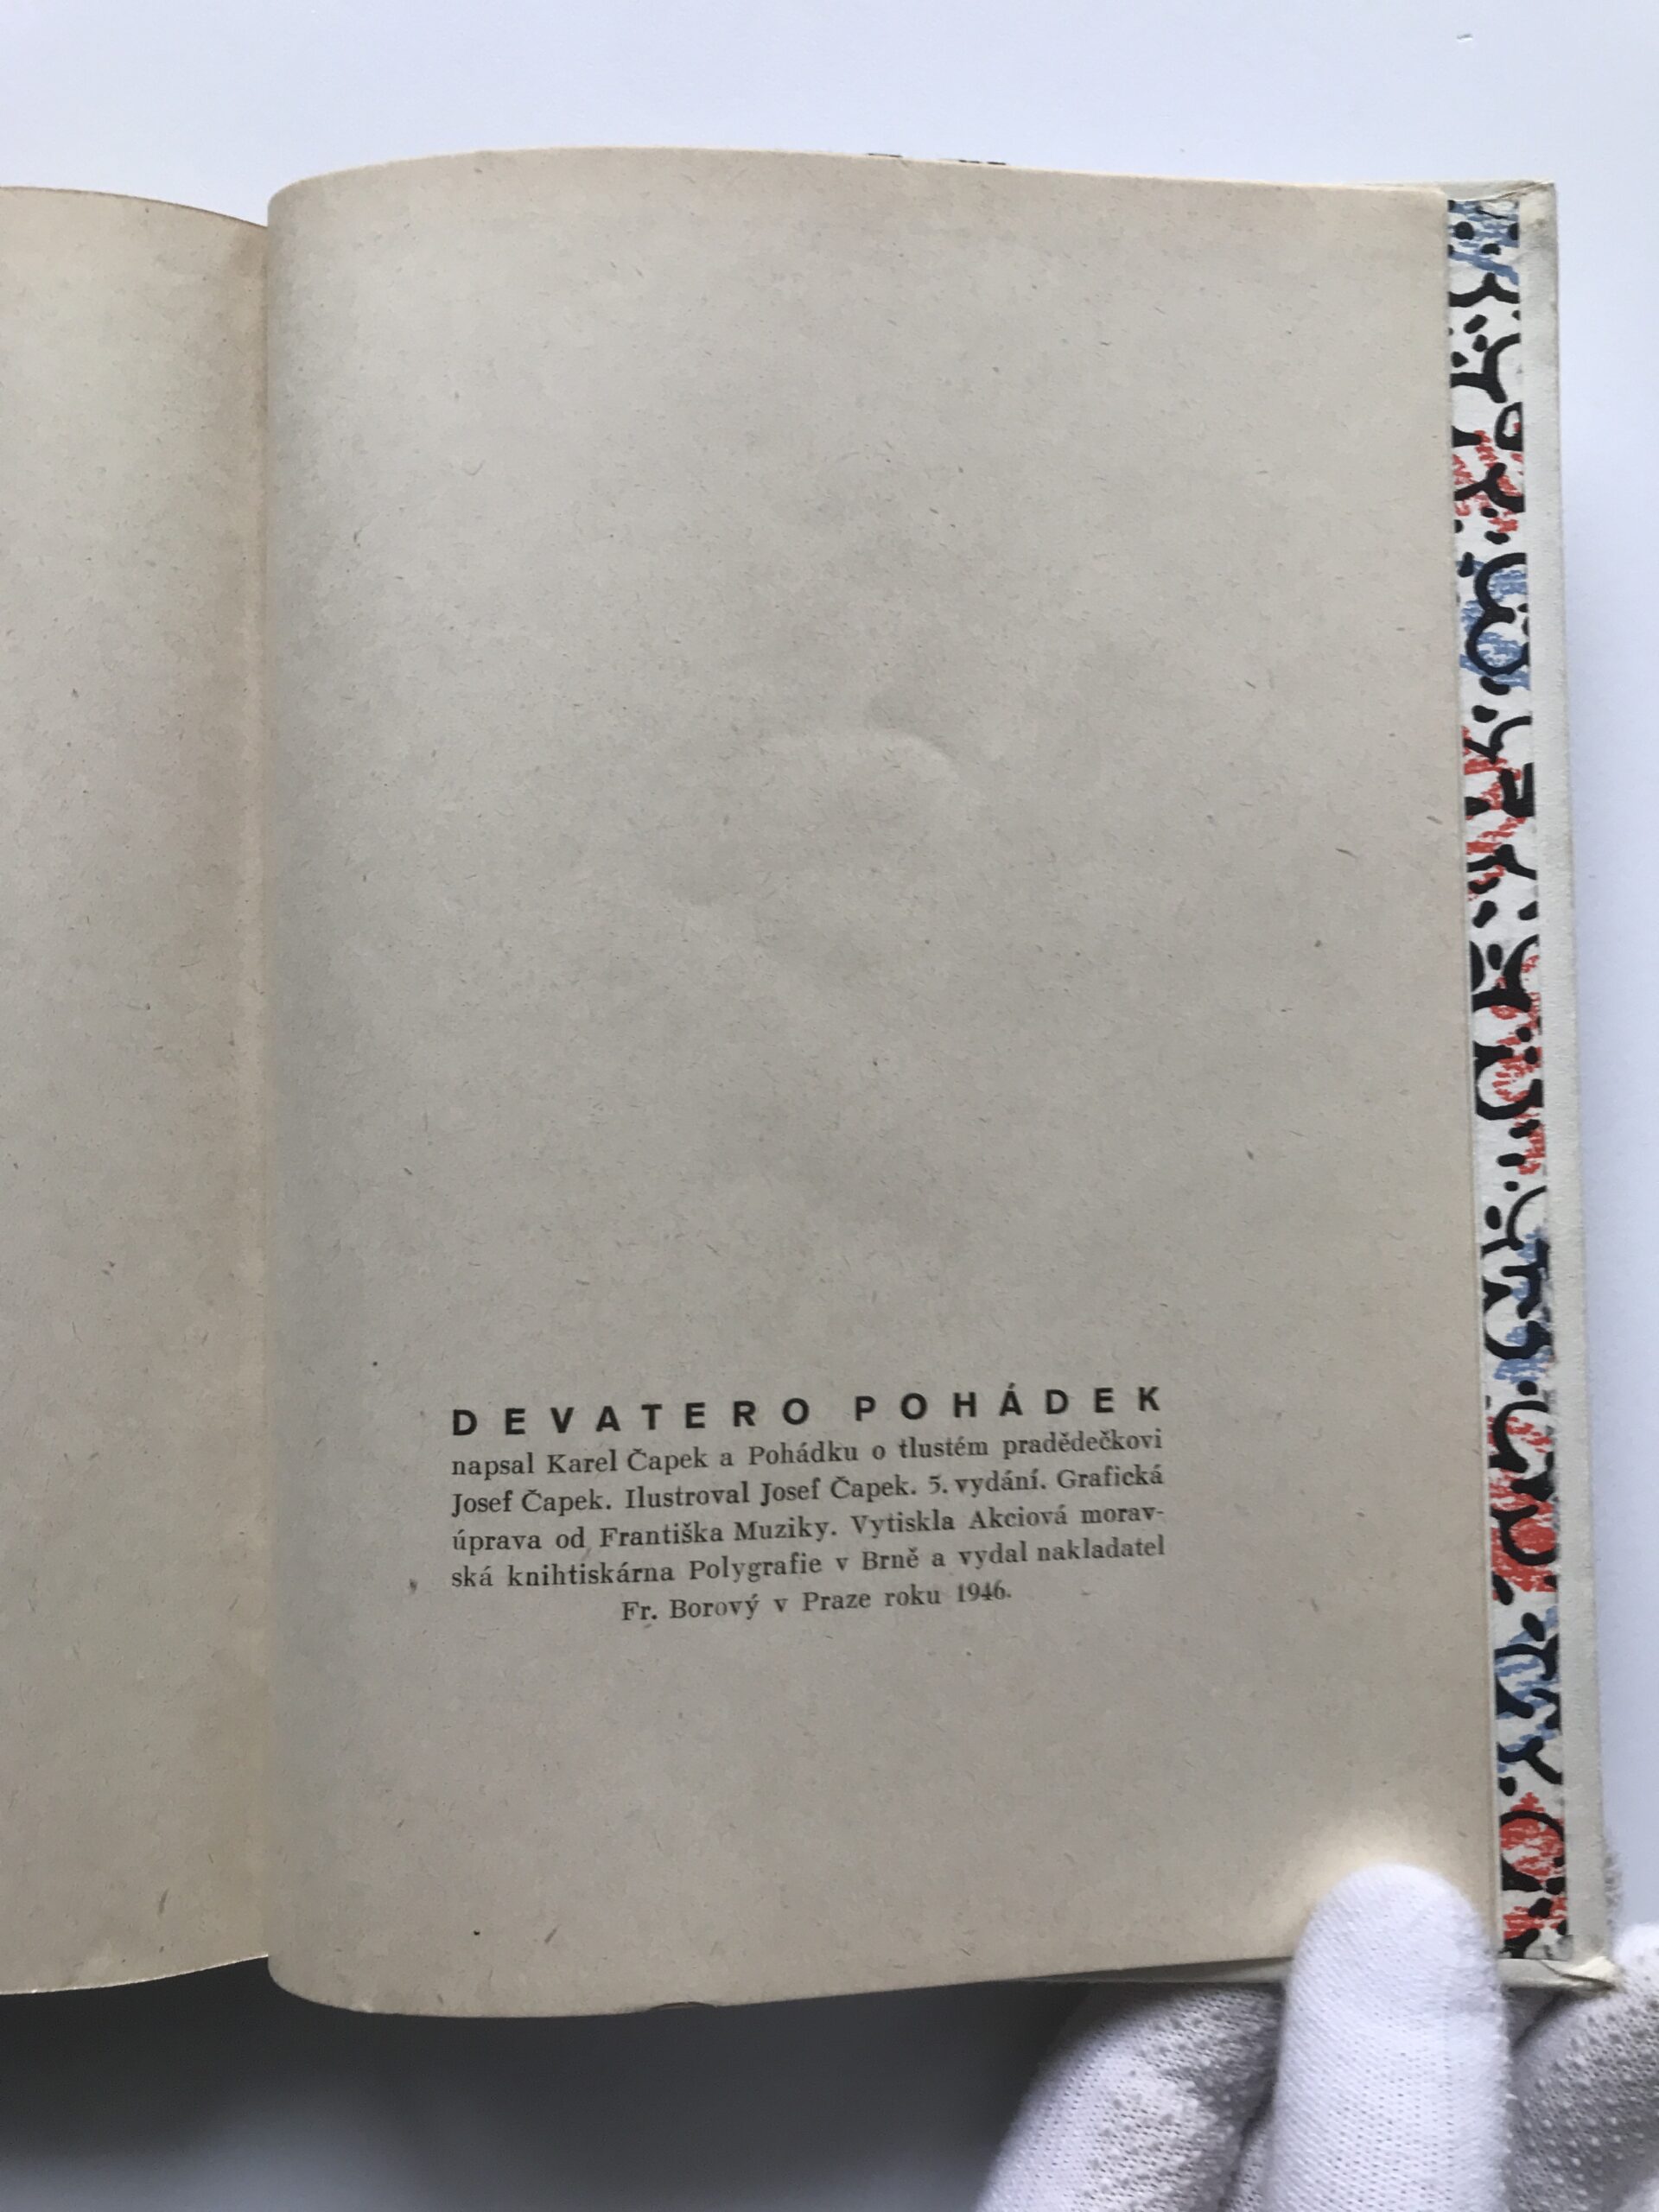 DEVATERO POHÁDEK
napsal Karel Čapek a Pohádku o tlustém pradědečkovi
Josef Čapek. Ilustroval Josef Čapek. 5. vydání. Grafická
úprava od Františka Muziky. Vytiskla Akciová morav-
ská knihtiskárna Polygrafie v Brně a vydal nakladatel
Fr. Borový v Praze roku 1946.